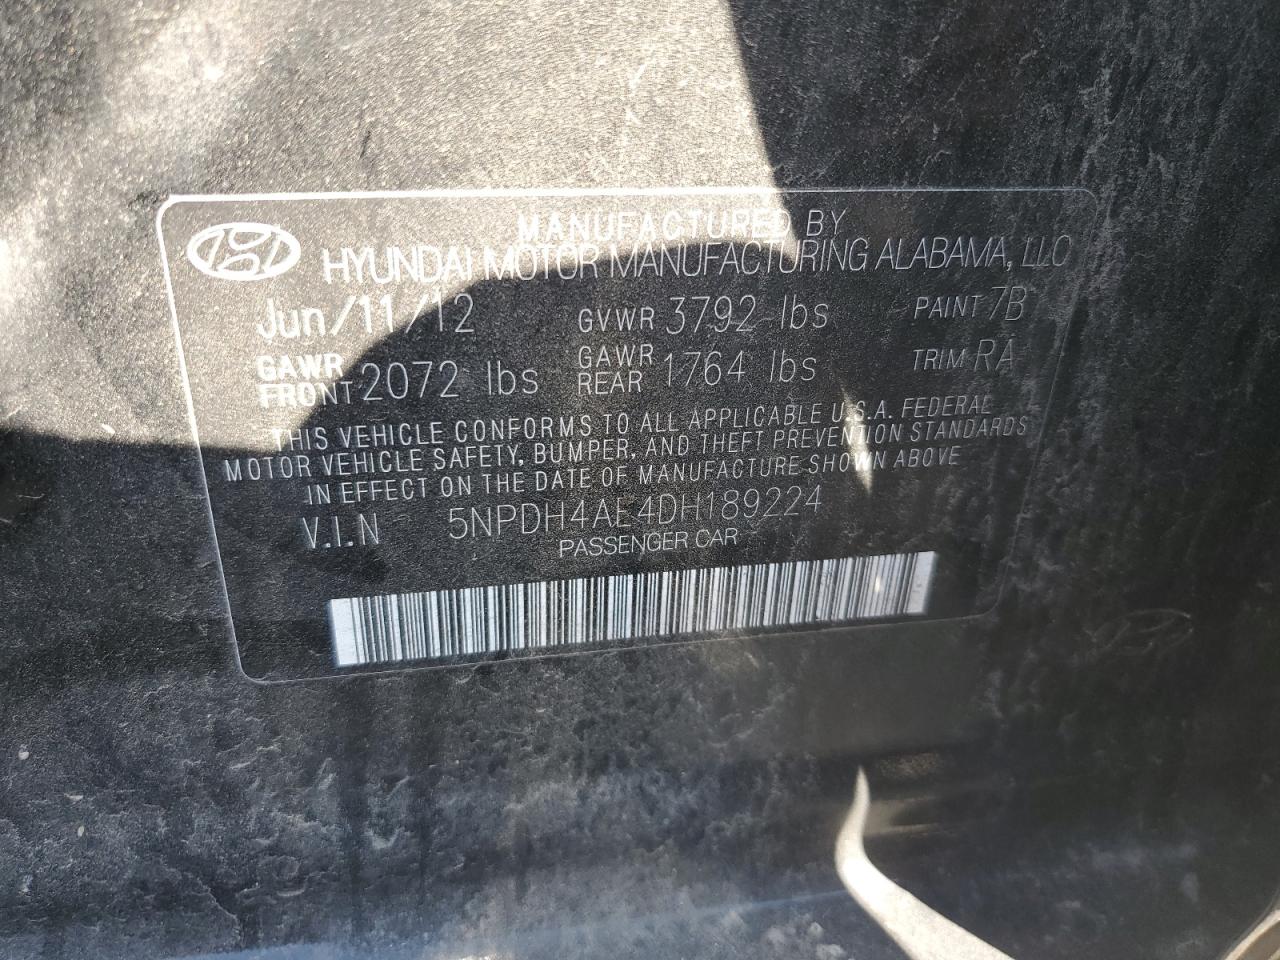 MANUFACTURED BY
HYUNDAI MOTOR MANUFACTURING ALABAMA, LLC
Jun/11/12 GVWR 3792 lbs PAINT 7B
GAWR FRONT 2072 lbs GAWR REAR 1764 lbs TRIM RA
THIS VEHICLE CONFORMS TO ALL APPLICABLE U.S.A. FEDERAL
MOTOR VEHICLE SAFETY, BUMPER, AND THEFT PREVENTION STANDARDS
IN EFFECT ON THE DATE OF MANUFACTURE SHOWN ABOVE
V.I.N 5NPDH4AE4DH189224
PASSENGER CAR